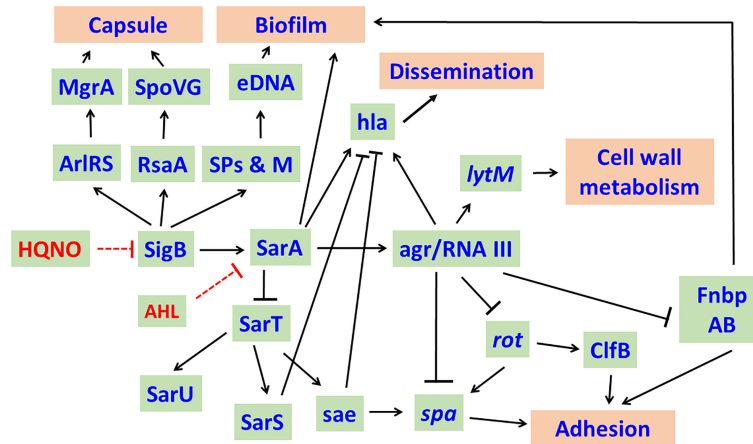 Capsule
Biofilm
MgrA
SpoVG
eDNA
Dissemination
hla
ArlRS
RsaA
SPs & M
lytM
Cell wall
metabolism
HQNO
SigB
SarA
agr/RNA III
AHL
SarT
Fnbp
AB
rot
ClfB
SarU
SarS
sae
spa
Adhesion